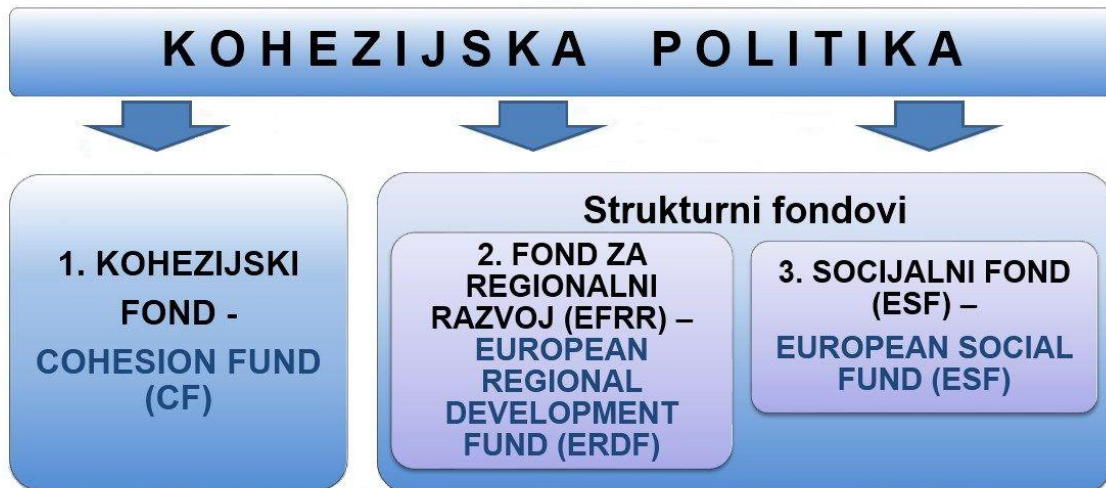 KOHEZIJSKA POLITIKA
1. KOHEZIJSKI
FOND -
COHESION FUND
(CF)
Strukturni fondovi
2. FOND ZA
REGIONALNI
RAZVOJ (EFRR) –
EUROPEAN
REGIONAL
DEVELOPMENT
FUND (ERDF)
3. SOCIJALNI FOND
(ESF) –
EUROPEAN SOCIAL
FUND (ESF)